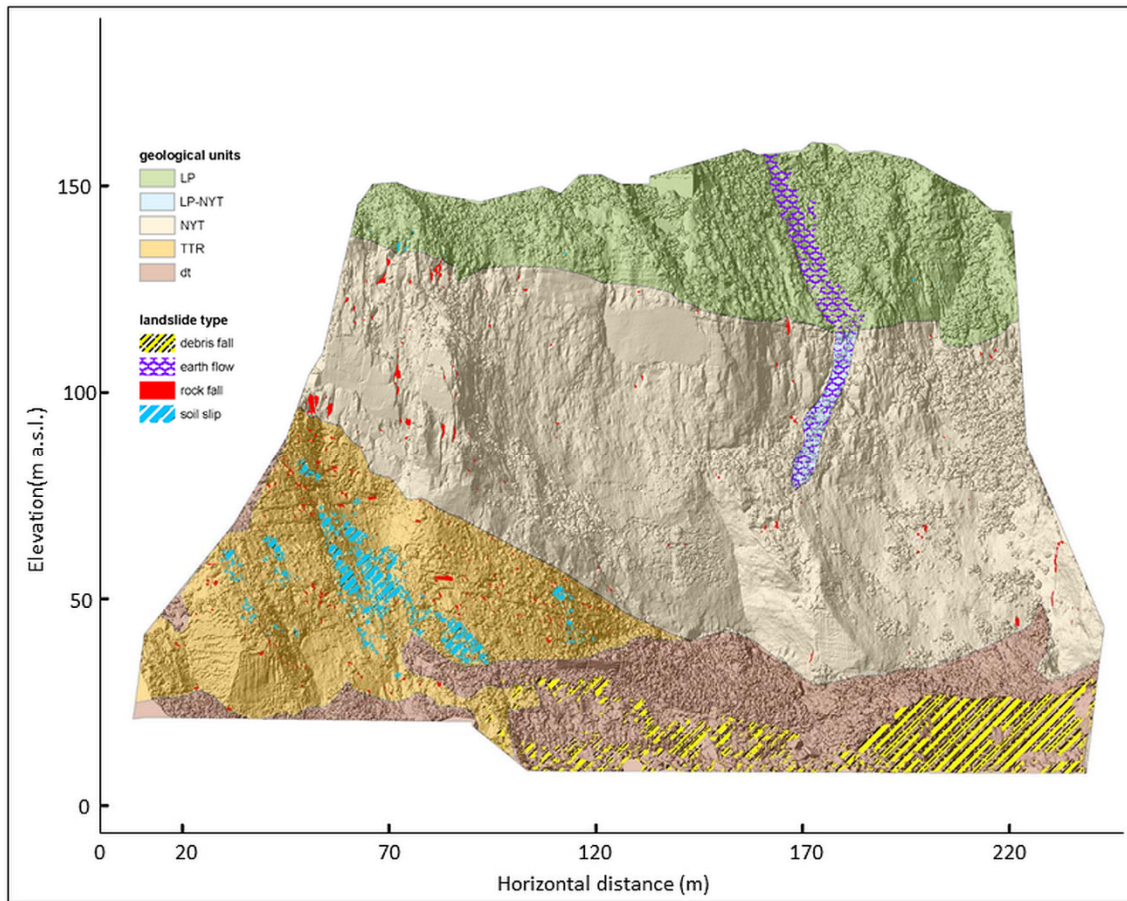 geological units
LP
LP-NYT
NYT
TTR
dt
landslide type
debris fall
earth flow
rock fall
soil slip
Elevation(m a.s.l.)
150
100
50
0
0 20 70 120 170 220
Horizontal distance (m)